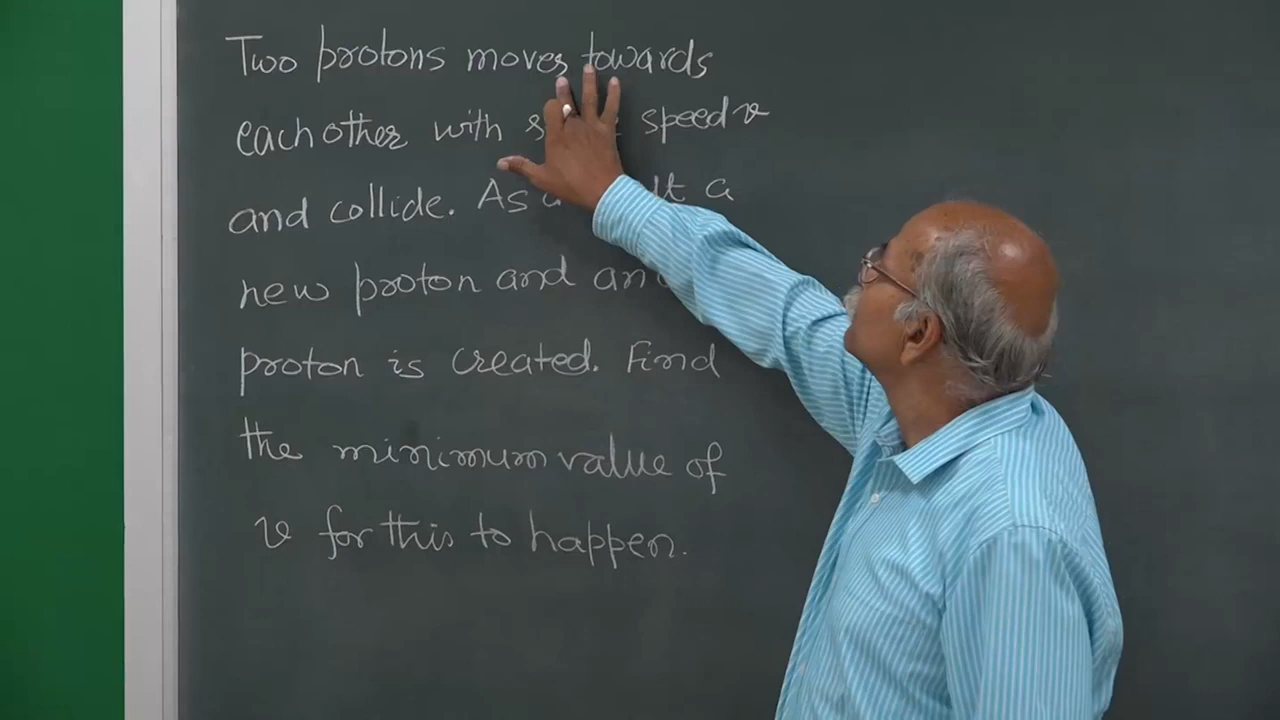 Two protons moves towards
each other with speed v
and collide. As a
new proton and
proton is created. Find
the minimum value of
v for this to happen.